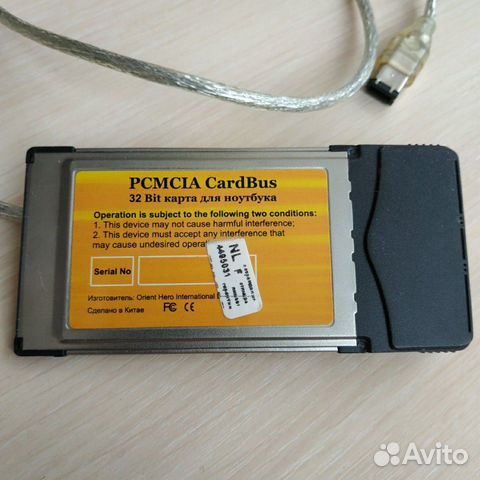 PCMCIA CardBus
32 Bit карта для ноутбука
Operation is subject to the following two conditions:
1. This device may not cause harmful interference;
2. This device must accept any interference that
may cause undesired operat
Serial No
NL F
4495031
Изготовитель: Orient Hero International
Сделано в Китае
FC CE
Avito